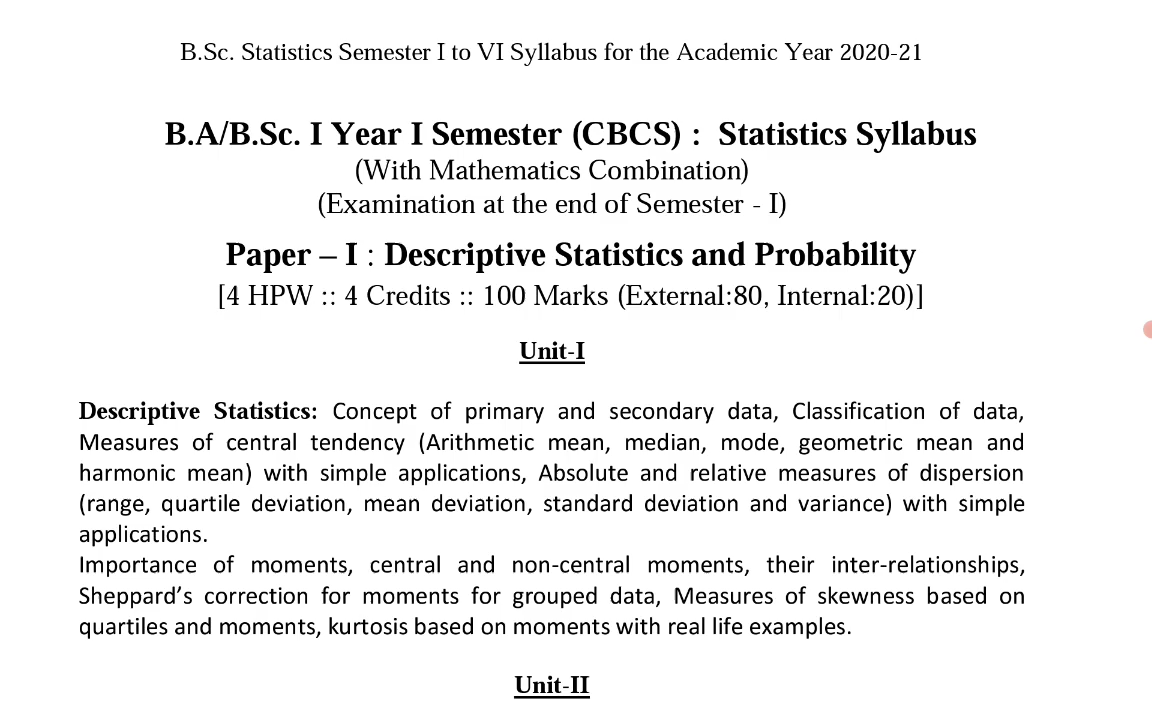 B.Sc. Statistics Semester I to VI Syllabus for the Academic Year 2020-21
B.A/B.Sc. I Year I Semester (CBCS) : Statistics Syllabus
(With Mathematics Combination)
(Examination at the end of Semester - I)
Paper – I : Descriptive Statistics and Probability
[4 HPW :: 4 Credits :: 100 Marks (External:80, Internal:20)]
Unit-I
Descriptive Statistics: Concept of primary and secondary data, Classification of data,
Measures of central tendency (Arithmetic mean, median, mode, geometric mean and
harmonic mean) with simple applications, Absolute and relative measures of dispersion
(range, quartile deviation, mean deviation, standard deviation and variance) with simple
applications.
Importance of moments, central and non-central moments, their inter-relationships,
Sheppard’s correction for moments for grouped data, Measures of skewness based on
quartiles and moments, kurtosis based on moments with real life examples.
Unit-II